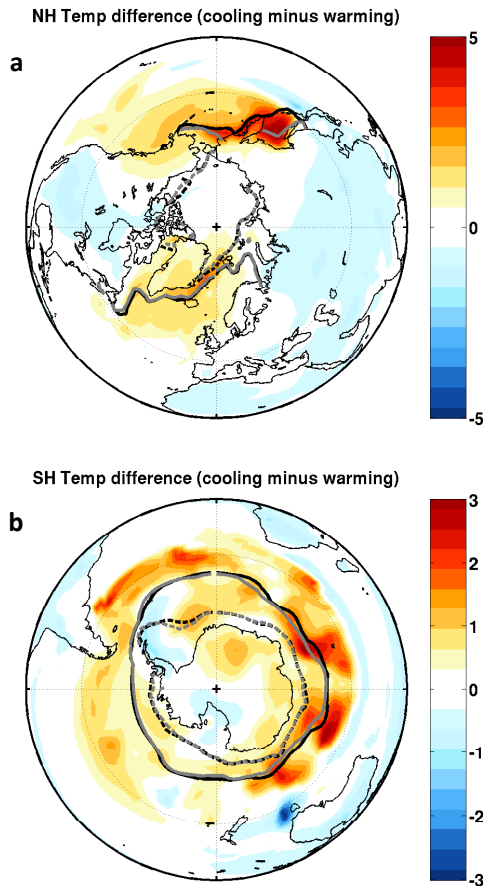 NH Temp difference (cooling minus warming)
a
5
0
-5
SH Temp difference (cooling minus warming)
b
3
2
1
0
-1
-2
-3